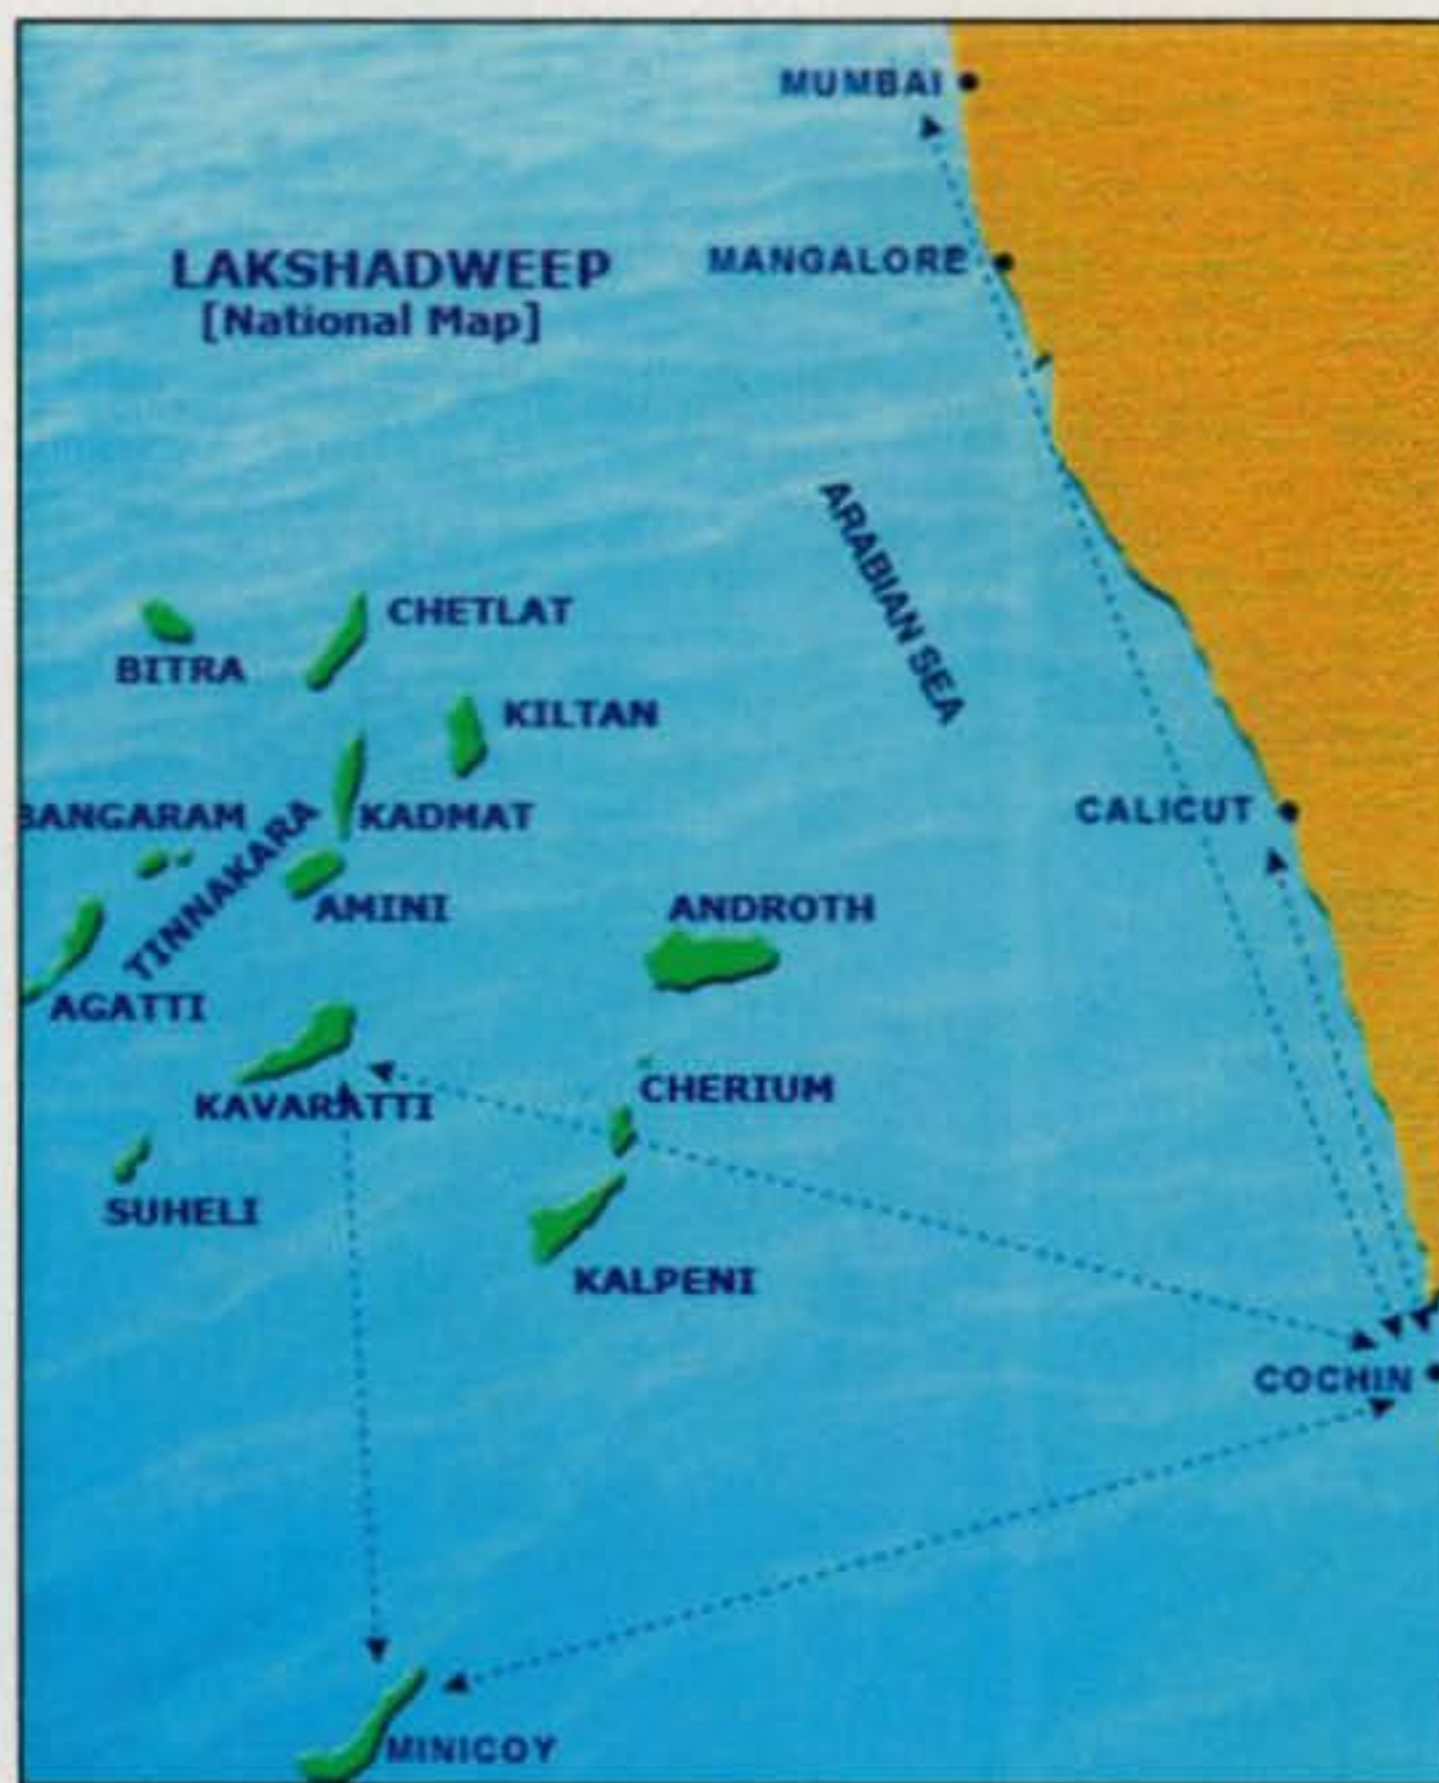 MUMBAI
MANGALORE
LAKSHADWEEP
[National Map]
ARABIAN SEA
CHETLAT
BITRA
KILTAN
BANGARAM
TINNAKARA
KADMAT
CALICUT
AMINI
ANDROTH
AGATTI
CHERIUM
KAVARATTI
SUHELI
KALPENI
COCHIN
MINICOY